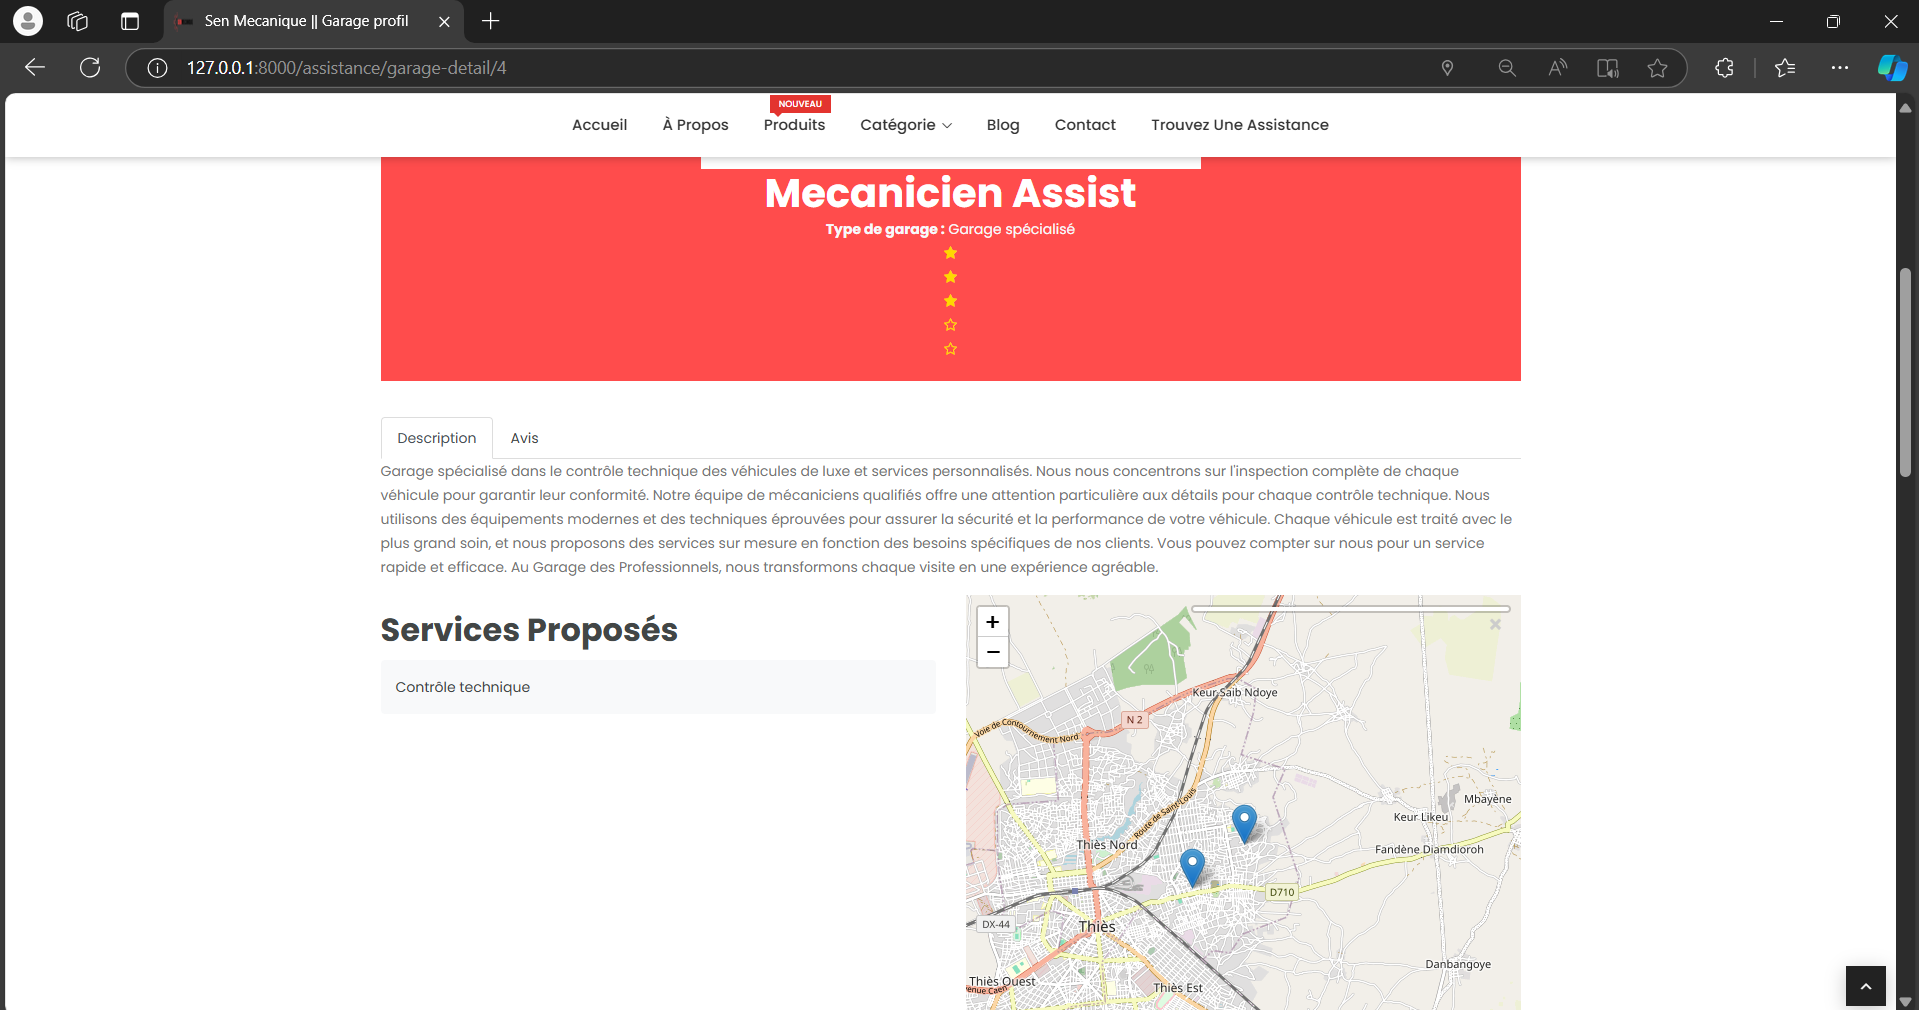 Sen Mecanique || Garage profil
127.0.0.1:8000/assistance/garage-detail/4
NOUVEAU
Accueil À Propos Produits Catégorie Blog Contact Trouvez Une Assistance
Mecanicien Assist
Type de garage : Garage spécialisé
Description Avis
Garage spécialisé dans le contrôle technique des véhicules de luxe et services personnalisés. Nous nous concentrons sur l'inspection complète de chaque
véhicule pour garantir leur conformité. Notre équipe de mécaniciens qualifiés offre une attention particulière aux détails pour chaque contrôle technique. Nous
utilisons des équipements modernes et des techniques éprouvées pour assurer la sécurité et la performance de votre véhicule. Chaque véhicule est traité avec le
plus grand soin, et nous proposons des services sur mesure en fonction des besoins spécifiques de nos clients. Vous pouvez compter sur nous pour un service
rapide et efficace. Au Garage des Professionnels, nous transformons chaque visite en une expérience agréable.
Services Proposés
Contrôle technique
+
−
Keur Saib Ndoye
N 2
Voie de Contournement Nord
Route de Saint-Louis
Mbayène
Keur Likeu
Thiès Nord
Fandène Diamdioroh
D710
DX-44
Thiès
Danbangoye
Thiès Ouest
Thiès Est
enue Caen